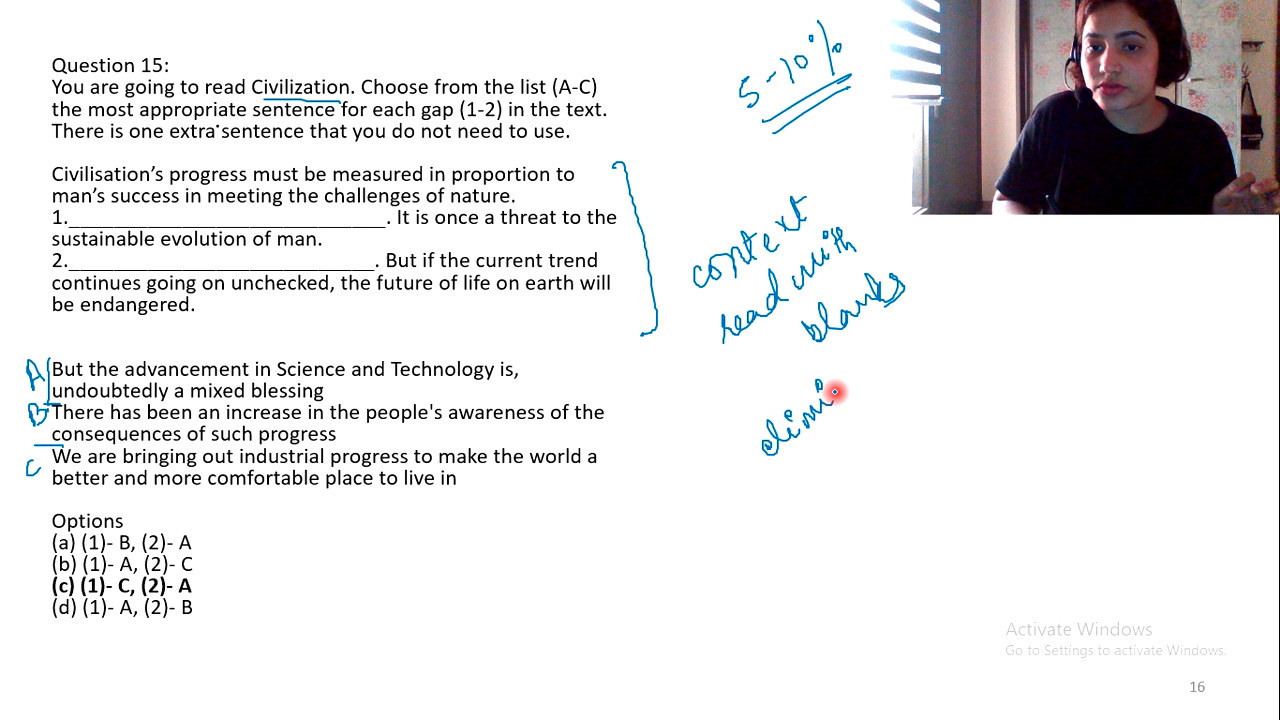 Question 15:
You are going to read Civilization. Choose from the list (A-C)
the most appropriate sentence for each gap (1-2) in the text.
There is one extra sentence that you do not need to use.
Civilisation’s progress must be measured in proportion to
man’s success in meeting the challenges of nature.
1.______________________________. It is once a threat to the
sustainable evolution of man.
2._____________________________. But if the current trend
continues going on unchecked, the future of life on earth will
be endangered.
A But the advancement in Science and Technology is,
undoubtedly a mixed blessing
B There has been an increase in the people's awareness of the
consequences of such progress
C We are bringing out industrial progress to make the world a
better and more comfortable place to live in
Options
(a) (1)- B, (2)- A
(b) (1)- A, (2)- C
(c) (1)- C, (2)- A
(d) (1)- A, (2)- B
5-10%
context
read with
blanks
elimi
Activate Windows
Go to Settings to activate Windows.
16